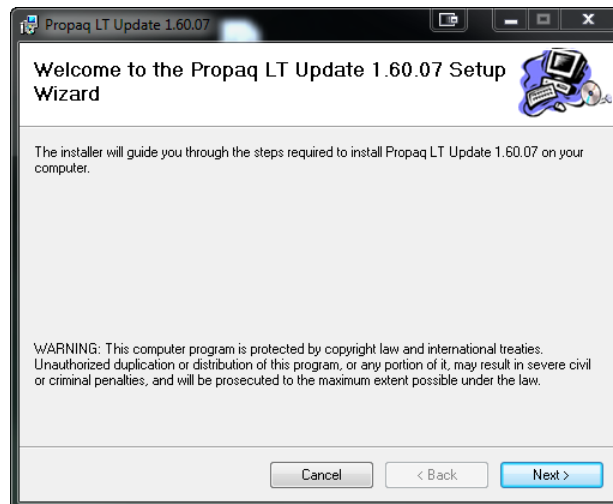 Propaq LT Update 1.60.07
Welcome to the Propaq LT Update 1.60.07 Setup
Wizard
The installer will guide you through the steps required to install Propaq LT Update 1.60.07 on your
computer.
WARNING: This computer program is protected by copyright law and international treaties.
Unauthorized duplication or distribution of this program, or any portion of it, may result in severe civil
or criminal penalties, and will be prosecuted to the maximum extent possible under the law.
Cancel
< Back
Next >